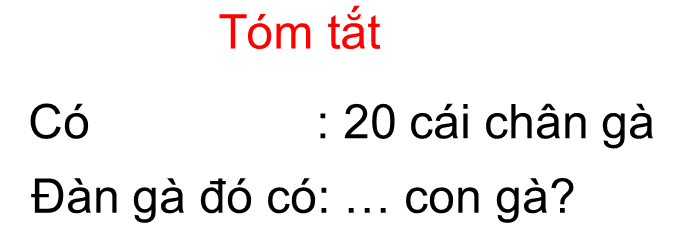 Tóm tắt
Có : 20 cái chân gà
Đàn gà đó có: … con gà?